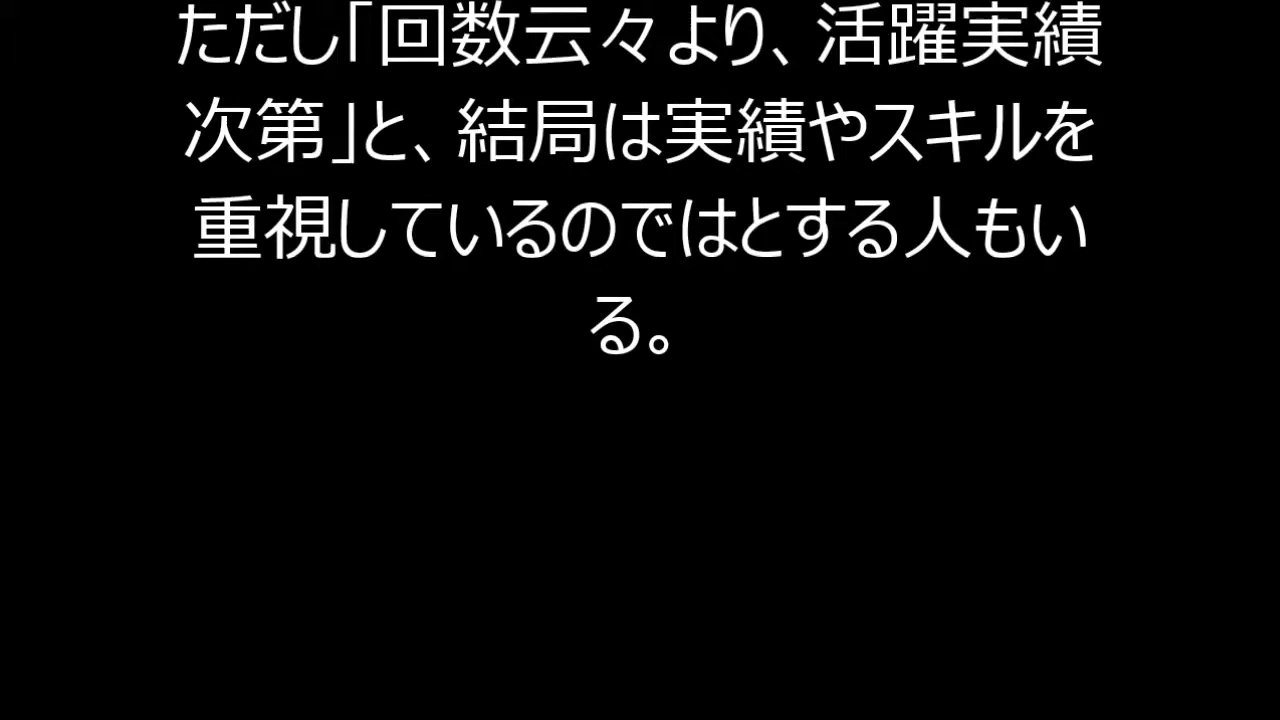 ただし「回数云々より、活躍実績
次第」と、結局は実績やスキルを
重視しているのではとする人もい
る。